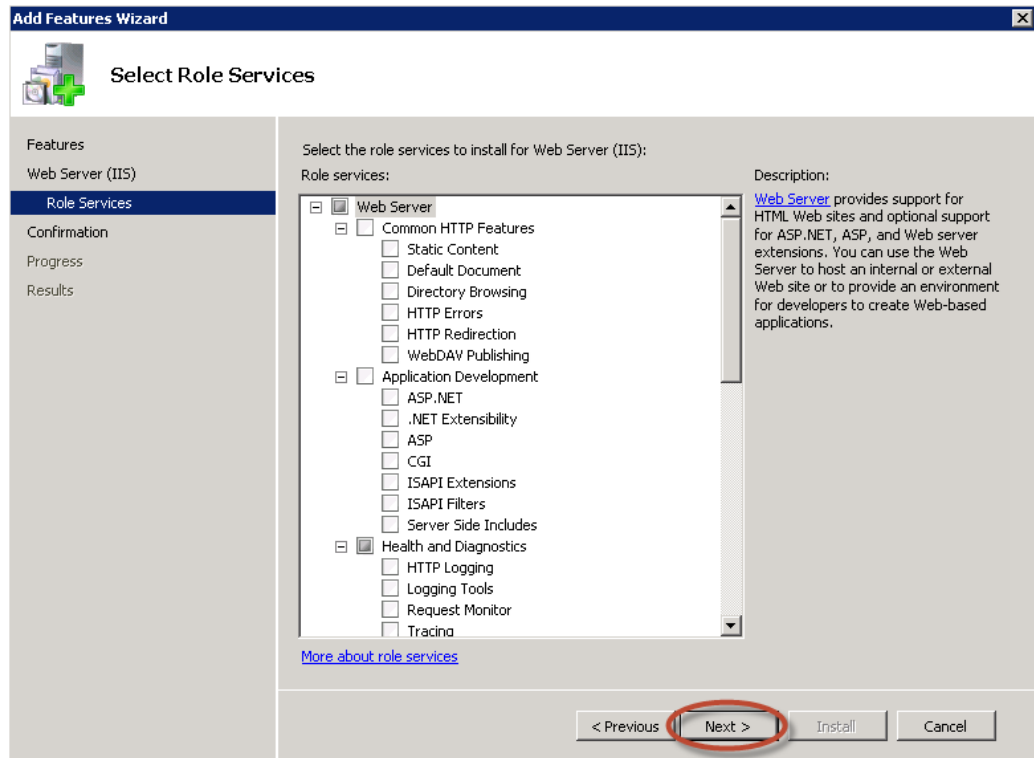 Add Features Wizard
Select Role Services
Features
Web Server (IIS)
Role Services
Confirmation
Progress
Results
Select the role services to install for Web Server (IIS):
Role services:
Web Server
Common HTTP Features
Static Content
Default Document
Directory Browsing
HTTP Errors
HTTP Redirection
WebDAV Publishing
Application Development
ASP.NET
.NET Extensibility
ASP
CGI
ISAPI Extensions
ISAPI Filters
Server Side Includes
Health and Diagnostics
HTTP Logging
Logging Tools
Request Monitor
Tracing
More about role services
Description:
Web Server provides support for
HTML Web sites and optional support
for ASP.NET, ASP, and Web server
extensions. You can use the Web
Server to host an internal or external
Web site or to provide an environment
for developers to create Web-based
applications.
< Previous
Next >
Install
Cancel